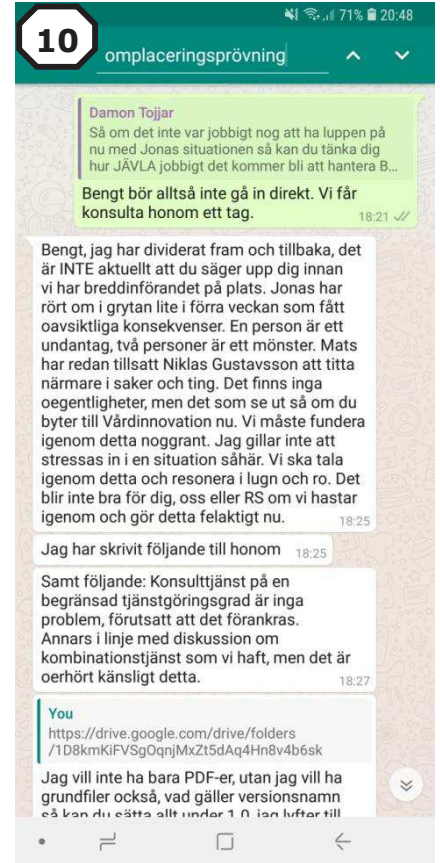 10
71% 20:48
omplaceringsprövning
Damon Tojjar
Så om det inte var jobbigt nog att ha luppen på
nu med Jonas situationen så kan du tänka dig
hur JÄVLA jobbigt det kommer bli att hantera B...
Bengt bör alltså inte gå in direkt. Vi får
konsulta honom ett tag.
18:21
Bengt, jag har dividerat fram och tillbaka, det
är INTE aktuellt att du säger upp dig innan
vi har breddinförandet på plats. Jonas har
rört om i grytan lite i förra veckan som fått
oavsiktliga konsekvenser. En person är ett
undantag, två personer är ett mönster. Mats
har redan tillsatt Niklas Gustavsson att titta
närmare i saker och ting. Det finns inga
oegentligheter, men det som se ut så om du
byter till Vårdinnovation nu. Vi måste fundera
igenom detta noggrant. Jag gillar inte att
stressas in i en situation såhär. Vi ska tala
igenom detta och resonera i lugn och ro. Det
blir inte bra för dig, oss eller RS om vi hastar
igenom och gör detta felaktigt nu.
18:25
Jag har skrivit följande till honom 18:25
Samt följande: Konsulttjänst på en
begränsad tjänstgöringsgrad är inga
problem, förutsatt att det förankras.
Annars i linje med diskussion om
kombinationstjänst som vi haft, men det är
oerhört känsligt detta.
18:27
You
https://drive.google.com/drive/folders
/1D8kmKiFVSgOqnjMxZt5dAq4Hn8v4b6sk
Jag vill inte ha bara PDF-er, utan jag vill ha
grundfiler också, vad gäller versionsnamn
så kan du sätta allt under 1.0, jag lyfter till